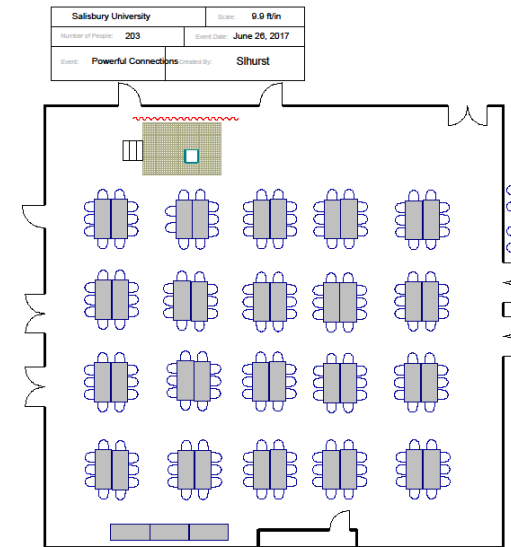 Salisbury University Scale: 9.9 ft/in
Number of People: 203 Event Date: June 26, 2017
Event: Powerful Connections Created By: Slhurst